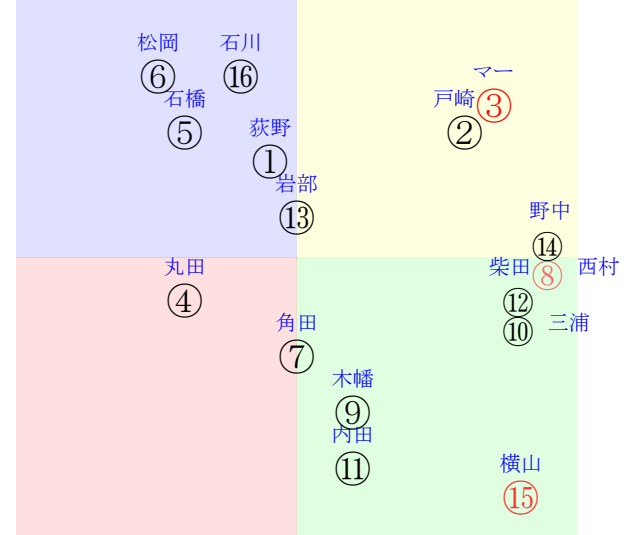 松岡
石川
マー
⑥
⑯
石橋
戸崎
③
荻野
⑤
②
①
岩部
野中
⑬
⑭
丸田
柴田
西村
⑧
④
⑫
角田
三浦
⑩
⑦
木幡
⑨
内田
⑪
横山
⑮